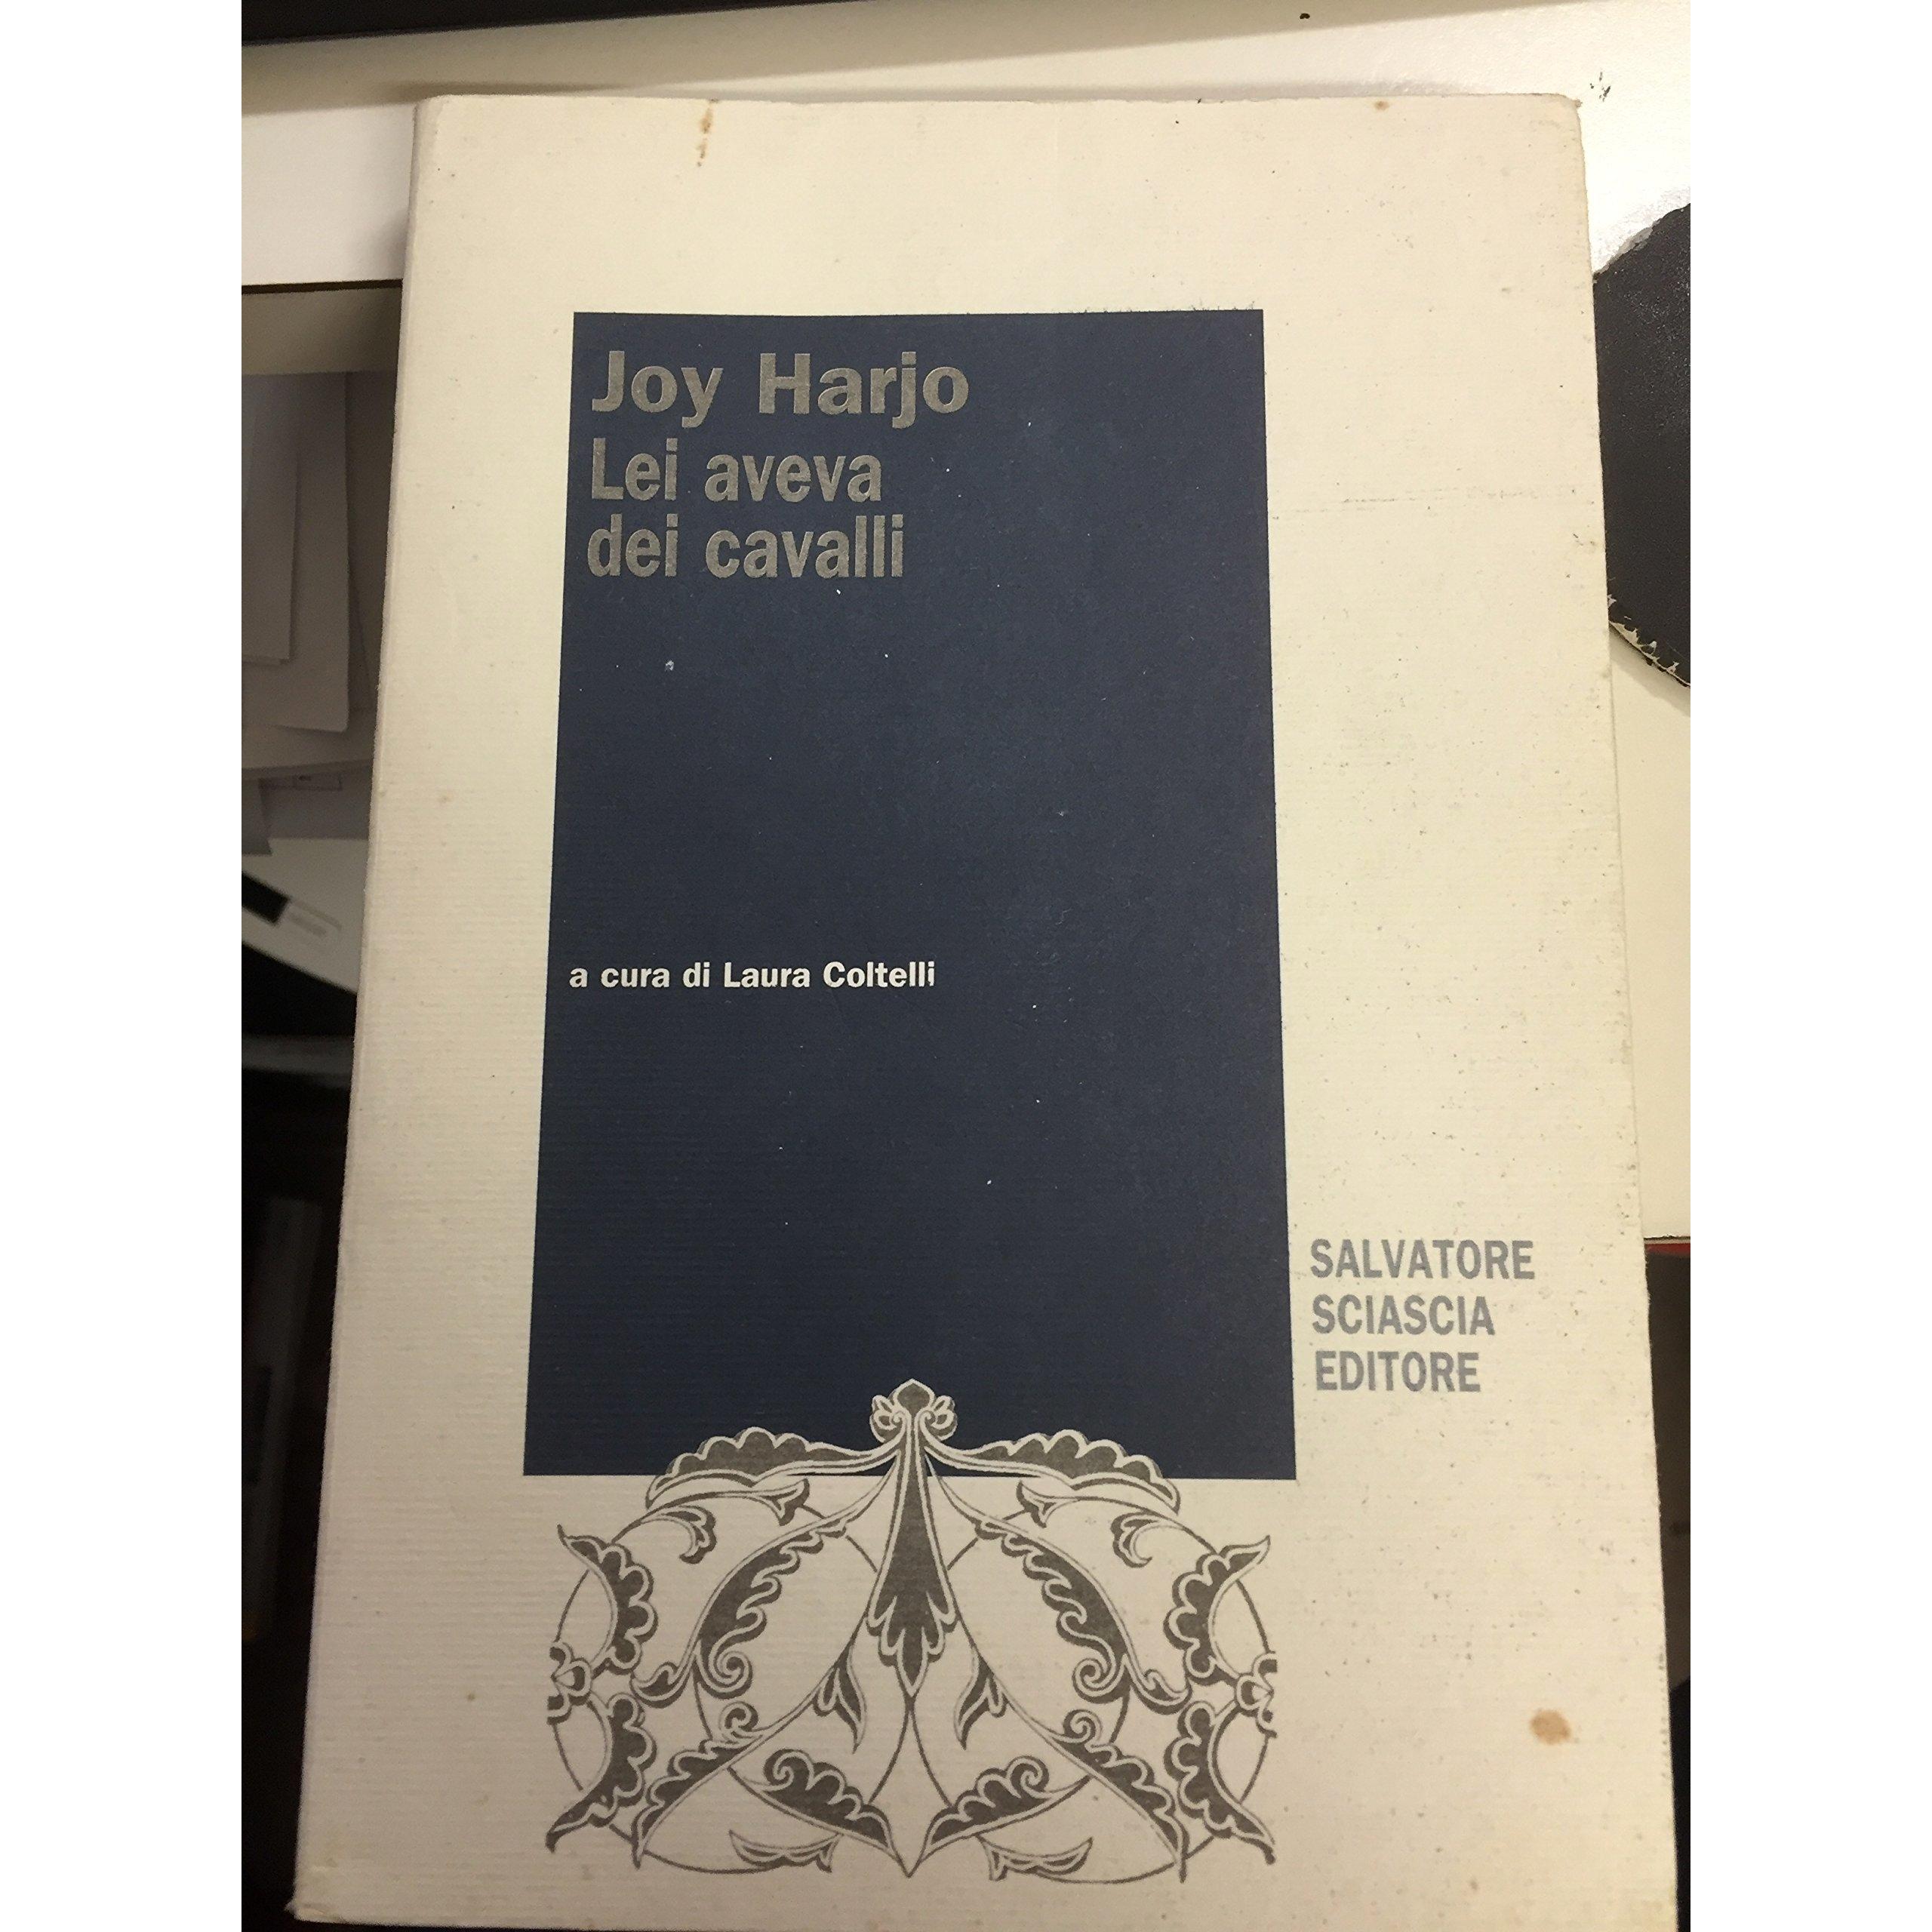 Joy Harjo
Lei aveva
dei cavalli
a cura di Laura Coltelli
SALVATORE
SCIASCIA
EDITORE